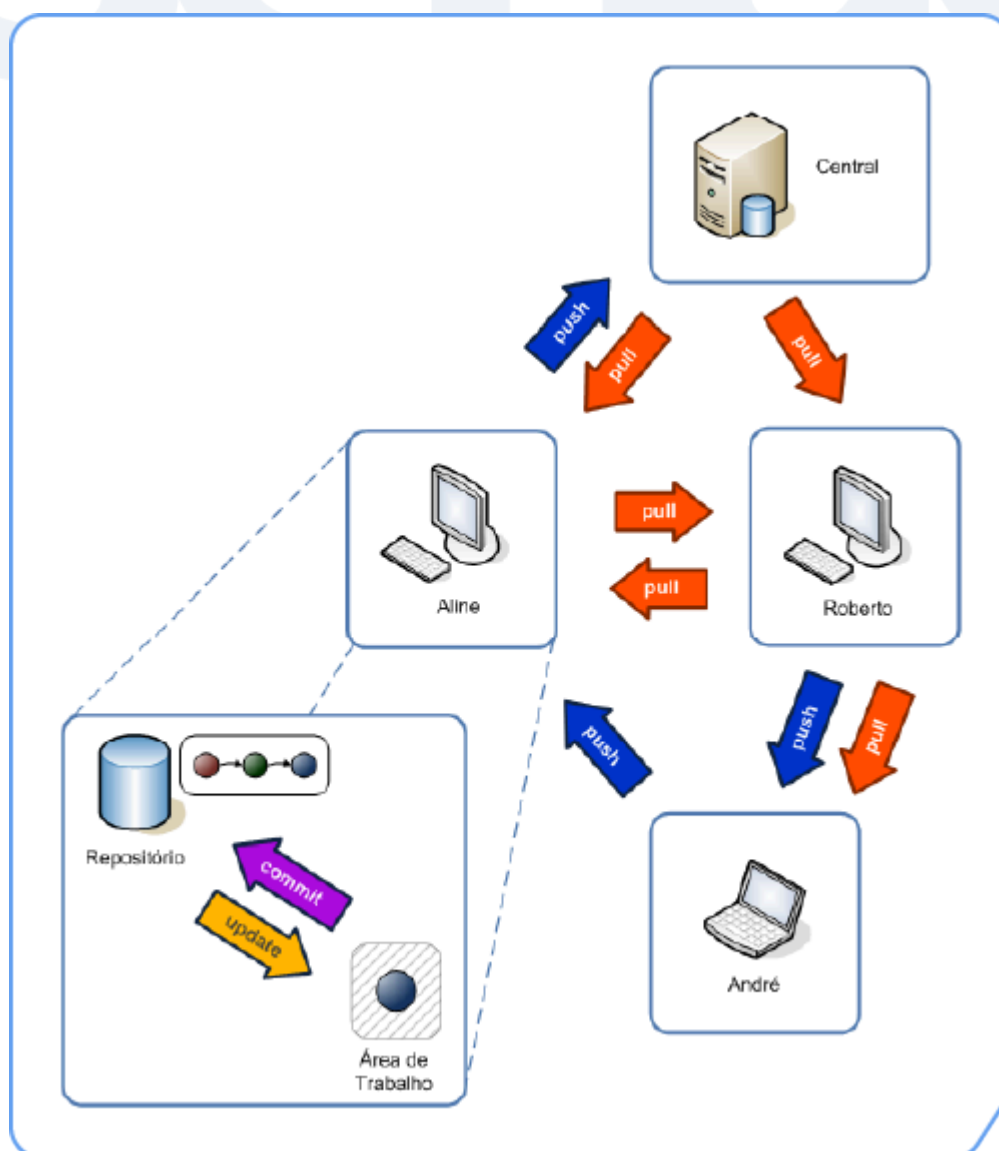 Central
push
pull
pull
Aline
pull
pull
Roberto
push
push
pull
Repositório
commit
update
Área de
Trabalho
André